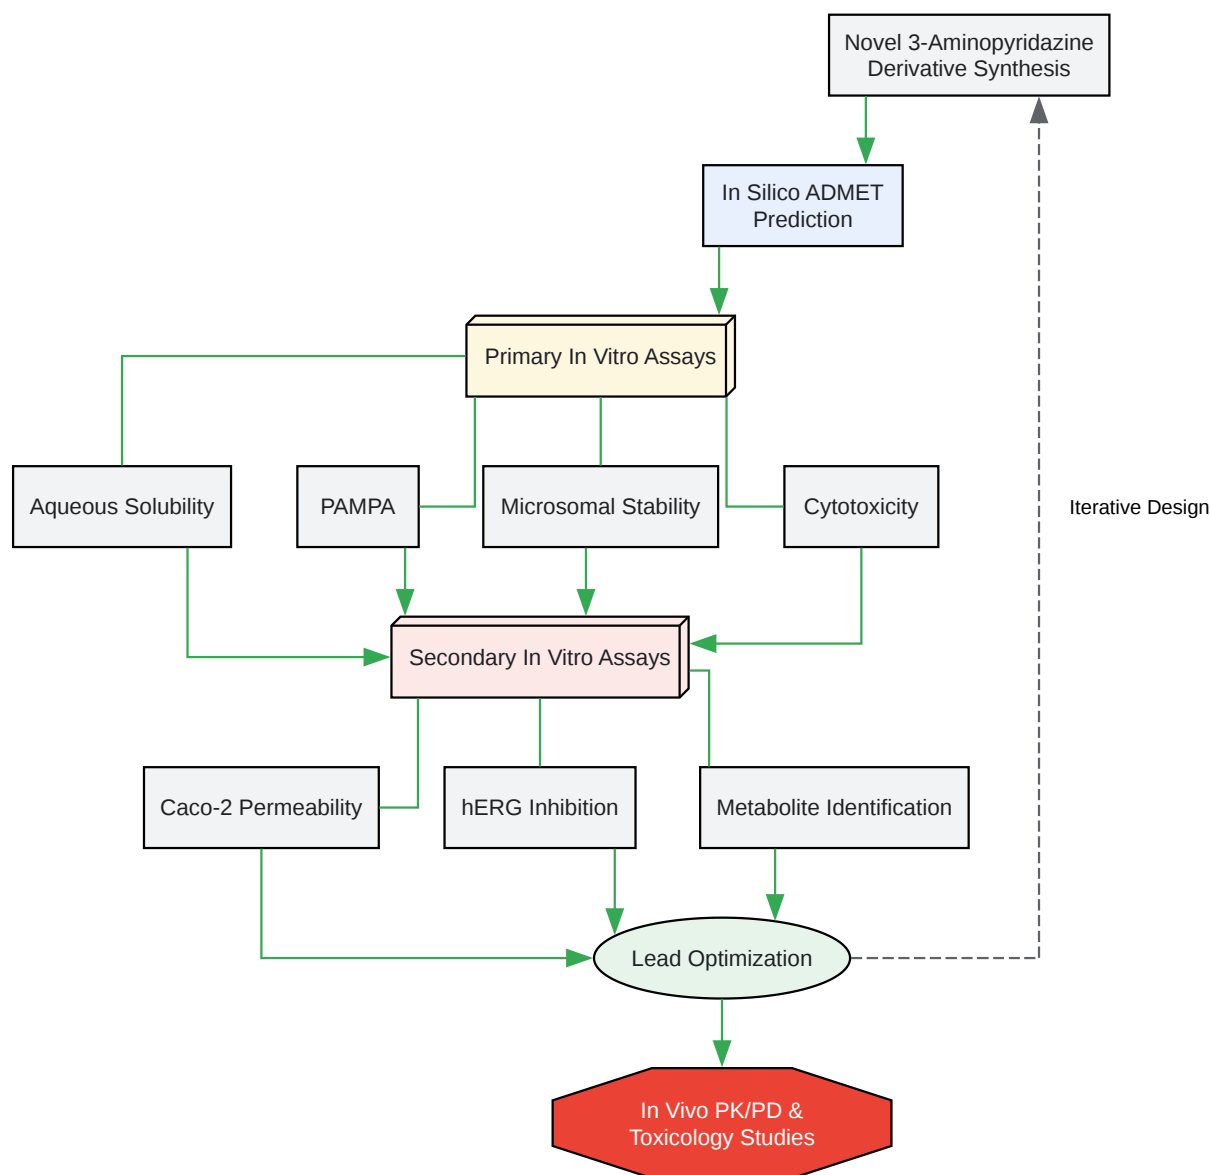 Novel 3-Aminopyridazine
Derivative Synthesis
In Silico ADMET
Prediction
Primary In Vitro Assays
Aqueous Solubility
PAMPA
Microsomal Stability
Cytotoxicity
Iterative Design
Secondary In Vitro Assays
Caco-2 Permeability
hERG Inhibition
Metabolite Identification
Lead Optimization
In Vivo PK/PD &
Toxicology Studies